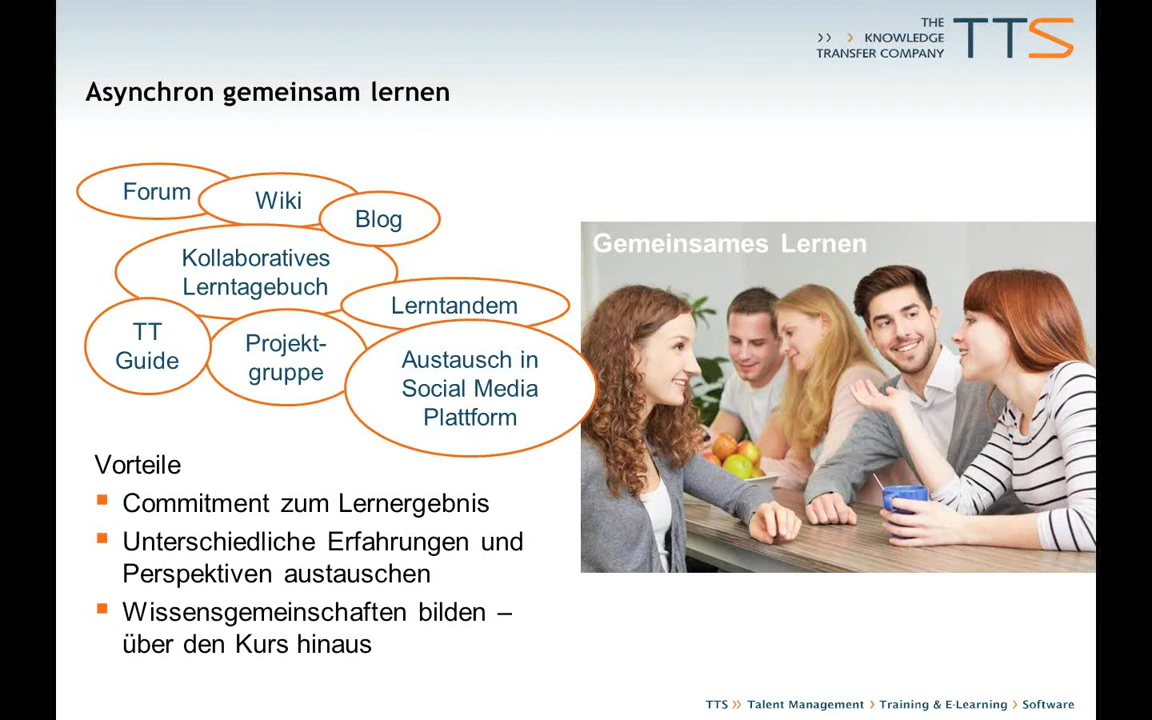 THE
>> > KNOWLEDGE
TRANSFER COMPANY
TTS
Asynchron gemeinsam lernen
Forum
Wiki
Blog
Kollaboratives
Lerntagebuch
Lerntandem
TT
Guide
Projekt-
gruppe
Austausch in
Social Media
Plattform
Gemeinsames Lernen
Vorteile
Commitment zum Lernergebnis
Unterschiedliche Erfahrungen und
Perspektiven austauschen
Wissensgemeinschaften bilden –
über den Kurs hinaus
TTS >> Talent Management > Training & E-Learning > Software